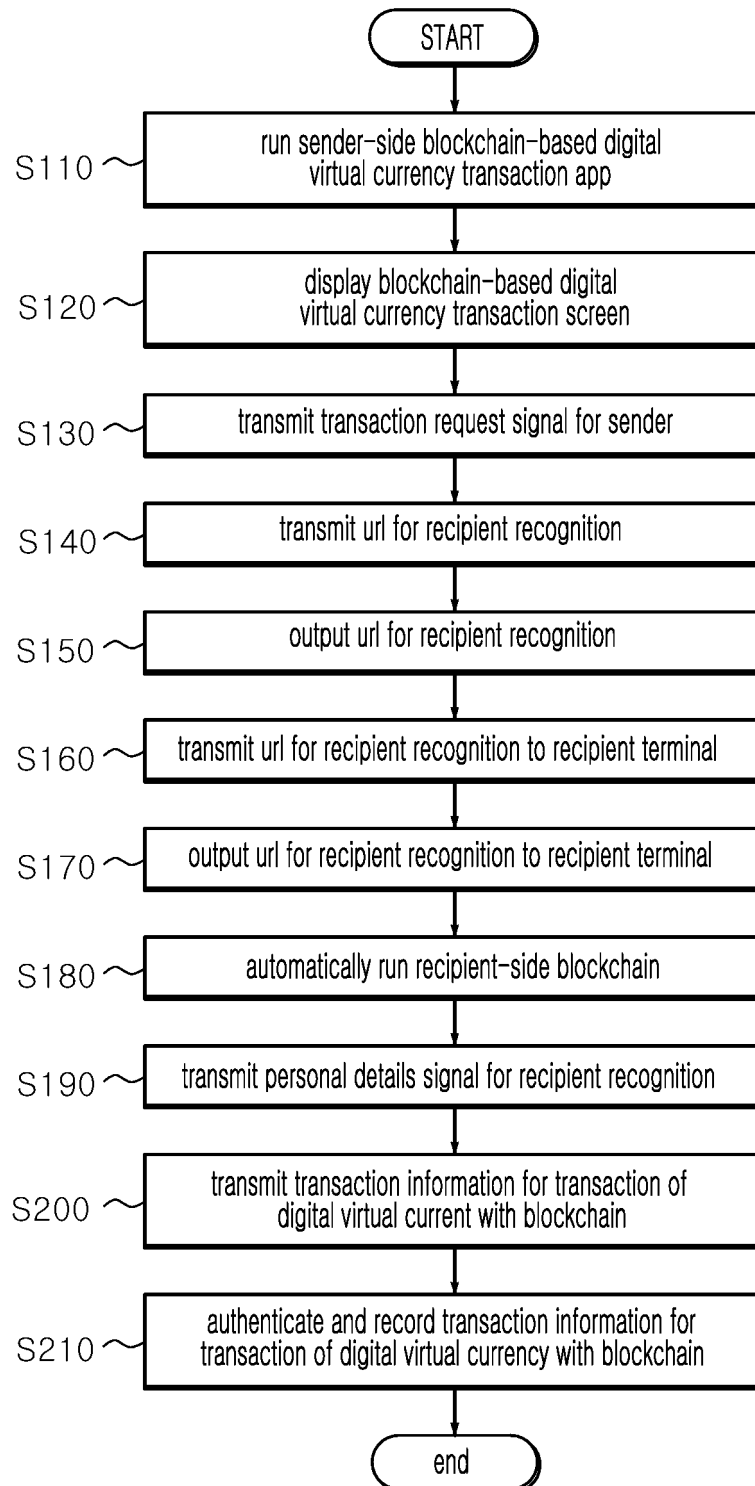 START
S110
run sender-side blockchain-based digital
virtual currency transaction app
S120
display blockchain-based digital
virtual currency transaction screen
S130
transmit transaction request signal for sender
S140
transmit url for recipient recognition
S150
output url for recipient recognition
S160
transmit url for recipient recognition to recipient terminal
S170
output url for recipient recognition to recipient terminal
S180
automatically run recipient-side blockchain
S190
transmit personal details signal for recipient recognition
S200
transmit transaction information for transaction of
digital virtual current with blockchain
S210
authenticate and record transaction information for
transaction of digital virtual currency with blockchain
end